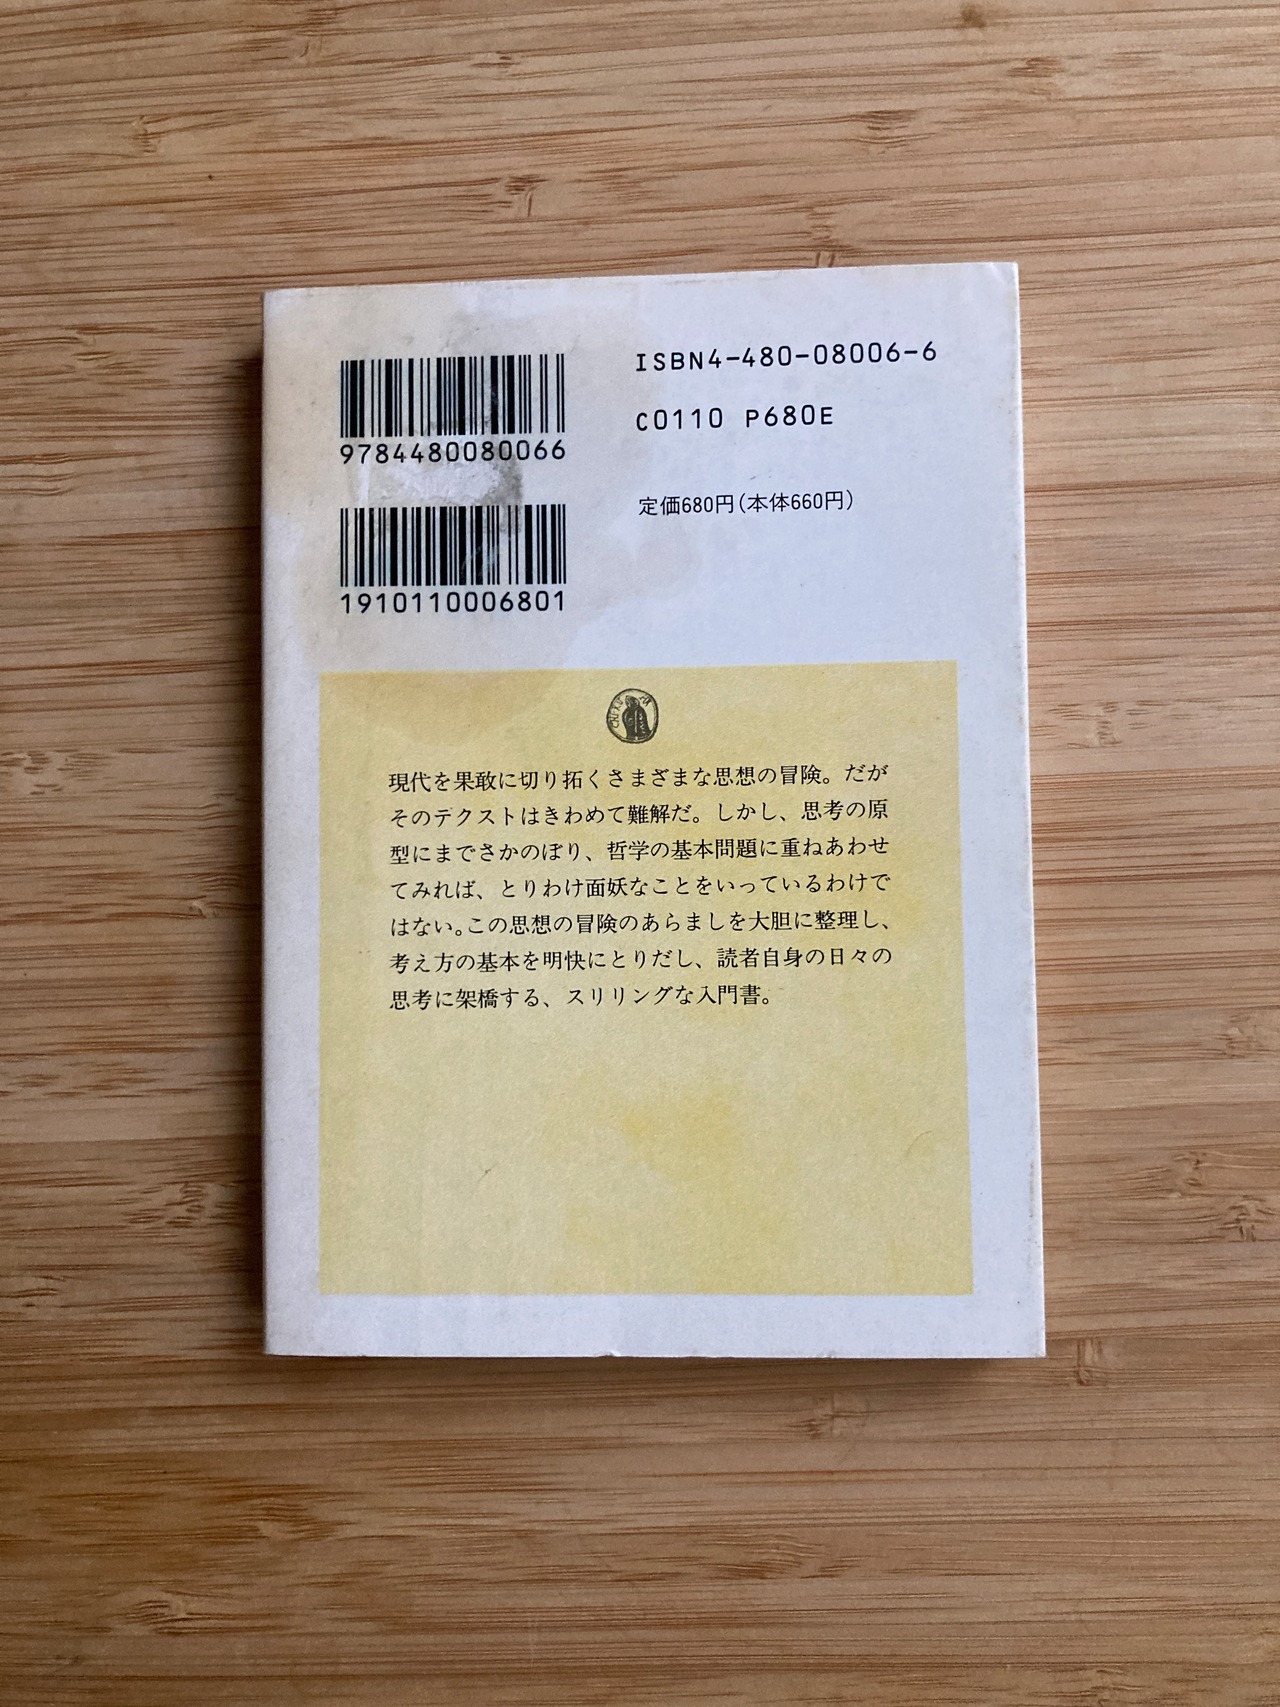 9784480080066
1910110006801
ISBN4-480-08006-6
C0110 P680E
定価680円(本体660円)
現代を果敢に切り拓くさまざまな思想の冒険。だが
そのテクストはきわめて難解だ。しかし、思考の原
型にまでさかのぼり、哲学の基本問題に重ねあわせ
てみれば、とりわけ面妖なことをいっているわけで
はない。この思想の冒険のあらましを大胆に整理し、
考え方の基本を明快にとりだし、読者自身の日々の
思考に架橋する、スリリングな入門書。